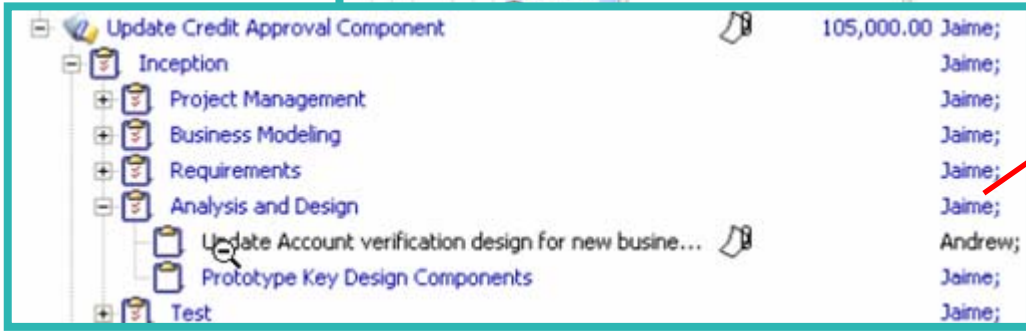 Update Credit Approval Component 105,000.00 Jaime;
Inception Jaime;
Project Management Jaime;
Business Modeling Jaime;
Requirements Jaime;
Analysis and Design Jaime;
Update Account verification design for new busine... Andrew;
Prototype Key Design Components Jaime;
Test Jaime;